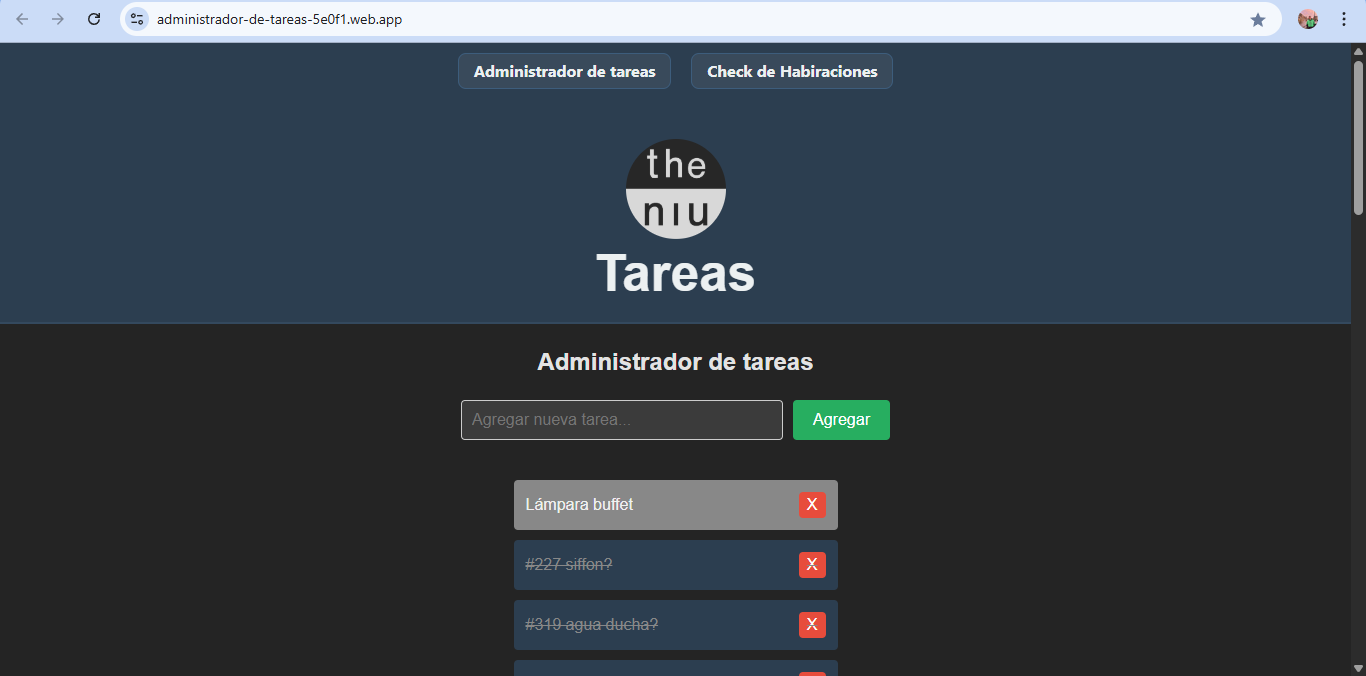 administrador-de-tareas-5e0f1.web.app
Administrador de tareas
Check de Habiraciones
the
niu
Tareas
Administrador de tareas
Agregar nueva tarea...
Agregar
Lámpara buffet
X
#227 siffon?
X
#319 agua ducha?
X